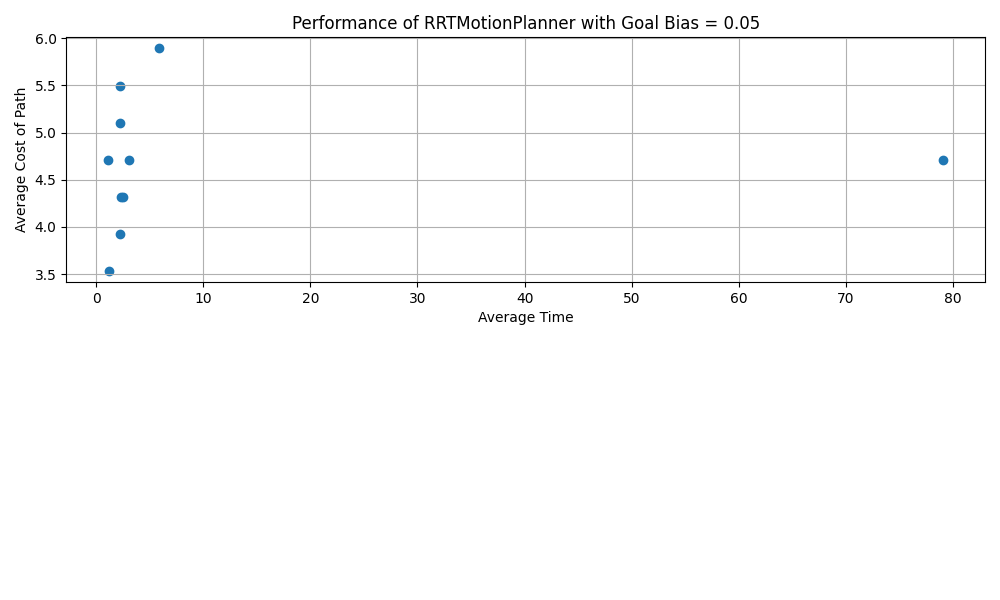 Performance of RRTMotionPlanner with Goal Bias = 0.05
6.0
5.5
5.0
4.5
4.0
3.5
Average Cost of Path
0 10 20 30 40 50 60 70 80
Average Time